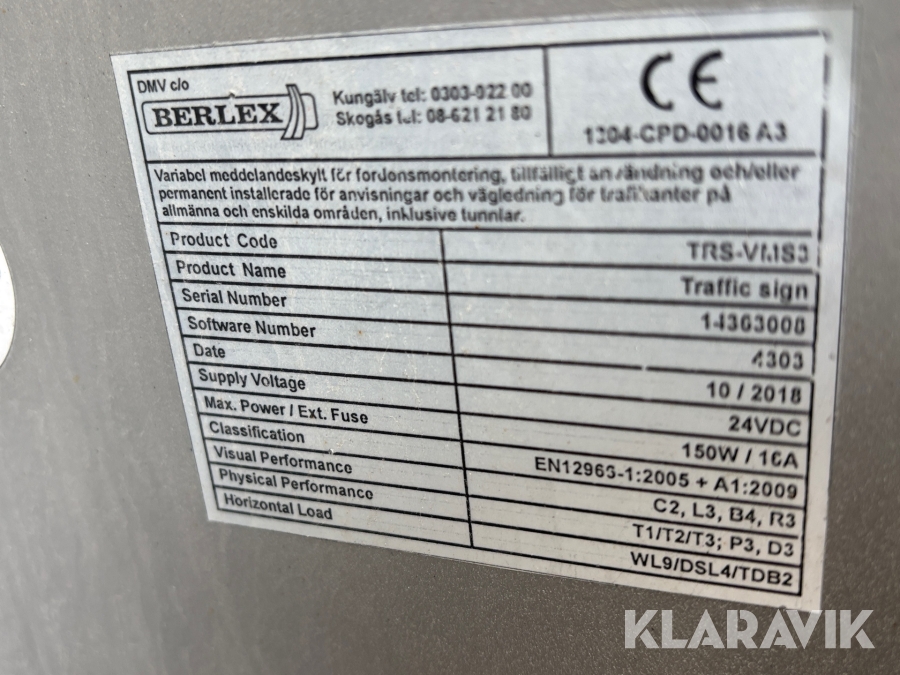 DMV c/o
BERLEX
Kungälv tel: 0303-922 00
Skogås tel: 08-621 21 80
CE
1304-CPD-0016 A3
Variabel meddelandeskylt för fordonsmontering, tillfälligt användning och/eller
permanent installerade för anvisningar och vägledning för trafikanter på
allmänna och enskilda områden, inklusive tunnlar.
Product Code TRS-VMS3
Product Name Traffic sign
Serial Number 14363008
Software Number 4303
Date 10 / 2018
Supply Voltage 24VDC
Max. Power / Ext. Fuse 150W / 16A
Classification EN12966-1:2005 + A1:2009
Visual Performance C2, L3, B4, R3
Physical Performance T1/T2/T3; P3, D3
Horizontal Load WL9/DSL4/TDB2
KLARAVIK